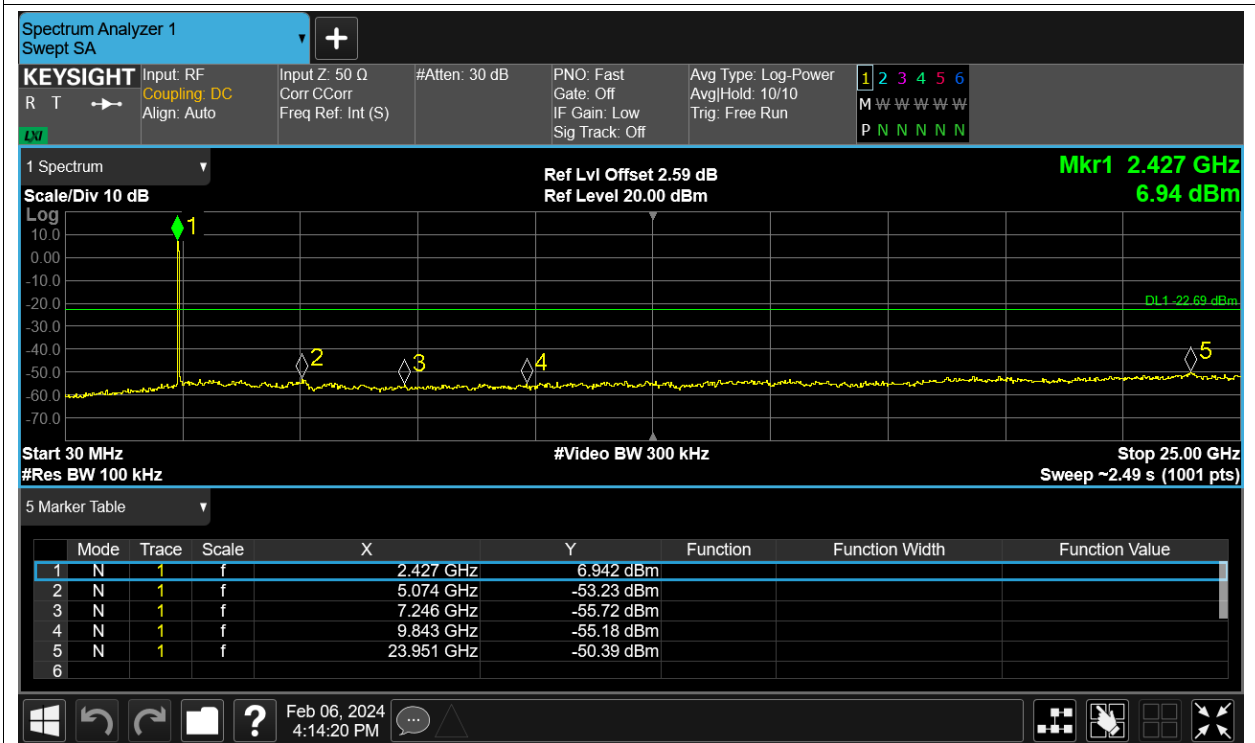 Spectrum Analyzer 1
Swept SA
+
KEYSIGHT Input: RF Input Z: 50 Ω #Atten: 30 dB PNO: Fast Avg Type: Log-Power 1 2 3 4 5 6
R T Coupling: DC Corr CCorr Gate: Off Avg|Hold: 10/10 M W W W W W
Align: Auto Freq Ref: Int (S) IF Gain: Low Trig: Free Run
LXI Sig Track: Off P N N N N N
1 Spectrum Ref Lvl Offset 2.59 dB Mkr1 2.427 GHz
Scale/Div 10 dB Ref Level 20.00 dBm 6.94 dBm
Log
1
10.0
0.00
-10.0
-20.0 DL1 -22.69 dBm
-30.0
-40.0 2 3 4 5
-50.0
-60.0
-70.0
Start 30 MHz #Video BW 300 kHz Stop 25.00 GHz
#Res BW 100 kHz Sweep ~2.49 s (1001 pts)
5 Marker Table
Mode Trace Scale X Y Function Function Width Function Value
1 N 1 f 2.427 GHz 6.942 dBm
2 N 1 f 5.074 GHz -53.23 dBm
3 N 1 f 7.246 GHz -55.72 dBm
4 N 1 f 9.843 GHz -55.18 dBm
5 N 1 f 23.951 GHz -50.39 dBm
6
? Feb 06, 2024
4:14:20 PM